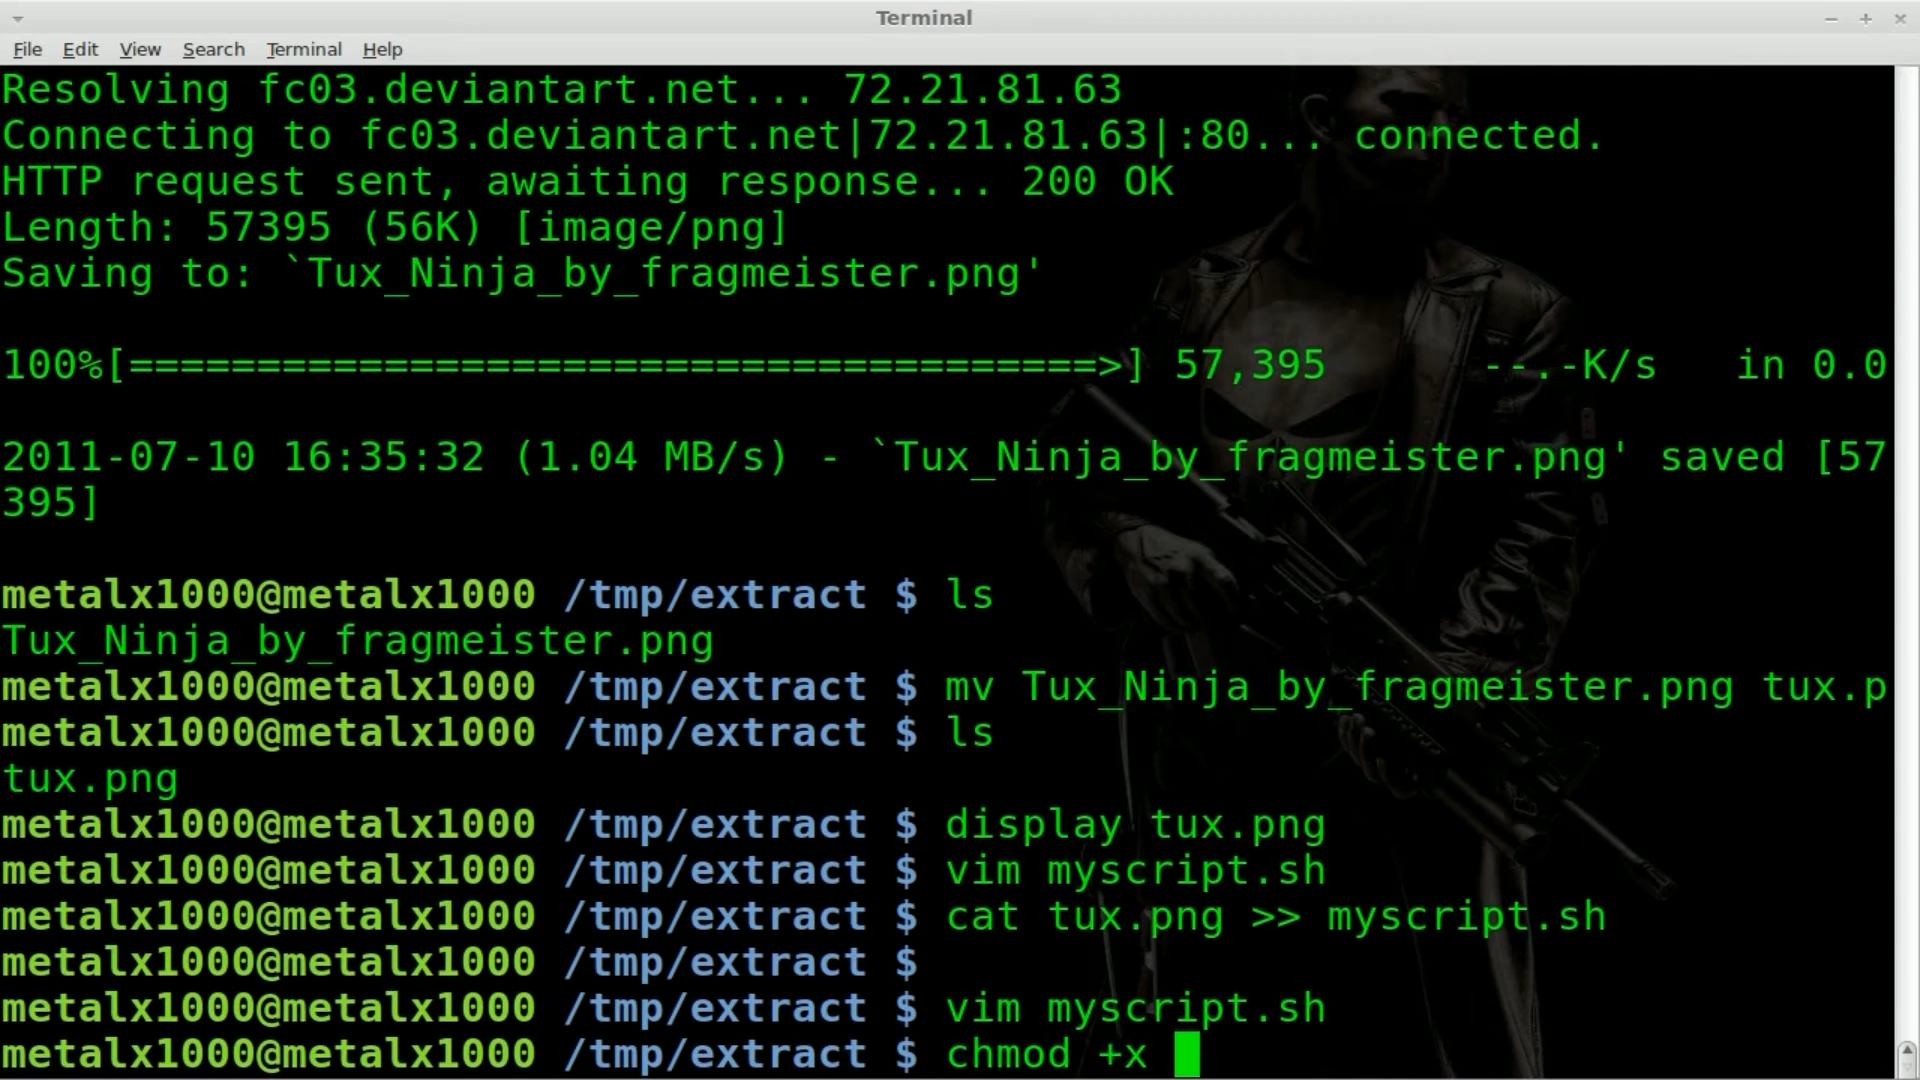 Terminal
File Edit View Search Terminal Help
Resolving fc03.deviantart.net... 72.21.81.63
Connecting to fc03.deviantart.net|72.21.81.63|:80... connected.
HTTP request sent, awaiting response... 200 OK
Length: 57395 (56K) [image/png]
Saving to: `Tux_Ninja_by_fragmeister.png'
100%[======================================>] 57,395      --.-K/s   in 0.0
2011-07-10 16:35:32 (1.04 MB/s) - `Tux_Ninja_by_fragmeister.png' saved [57
395]
metalx1000@metalx1000 /tmp/extract $ ls
Tux_Ninja_by_fragmeister.png
metalx1000@metalx1000 /tmp/extract $ mv Tux_Ninja_by_fragmeister.png tux.p
metalx1000@metalx1000 /tmp/extract $ ls
tux.png
metalx1000@metalx1000 /tmp/extract $ display tux.png
metalx1000@metalx1000 /tmp/extract $ vim myscript.sh
metalx1000@metalx1000 /tmp/extract $ cat tux.png >> myscript.sh
metalx1000@metalx1000 /tmp/extract $
metalx1000@metalx1000 /tmp/extract $ vim myscript.sh
metalx1000@metalx1000 /tmp/extract $ chmod +x